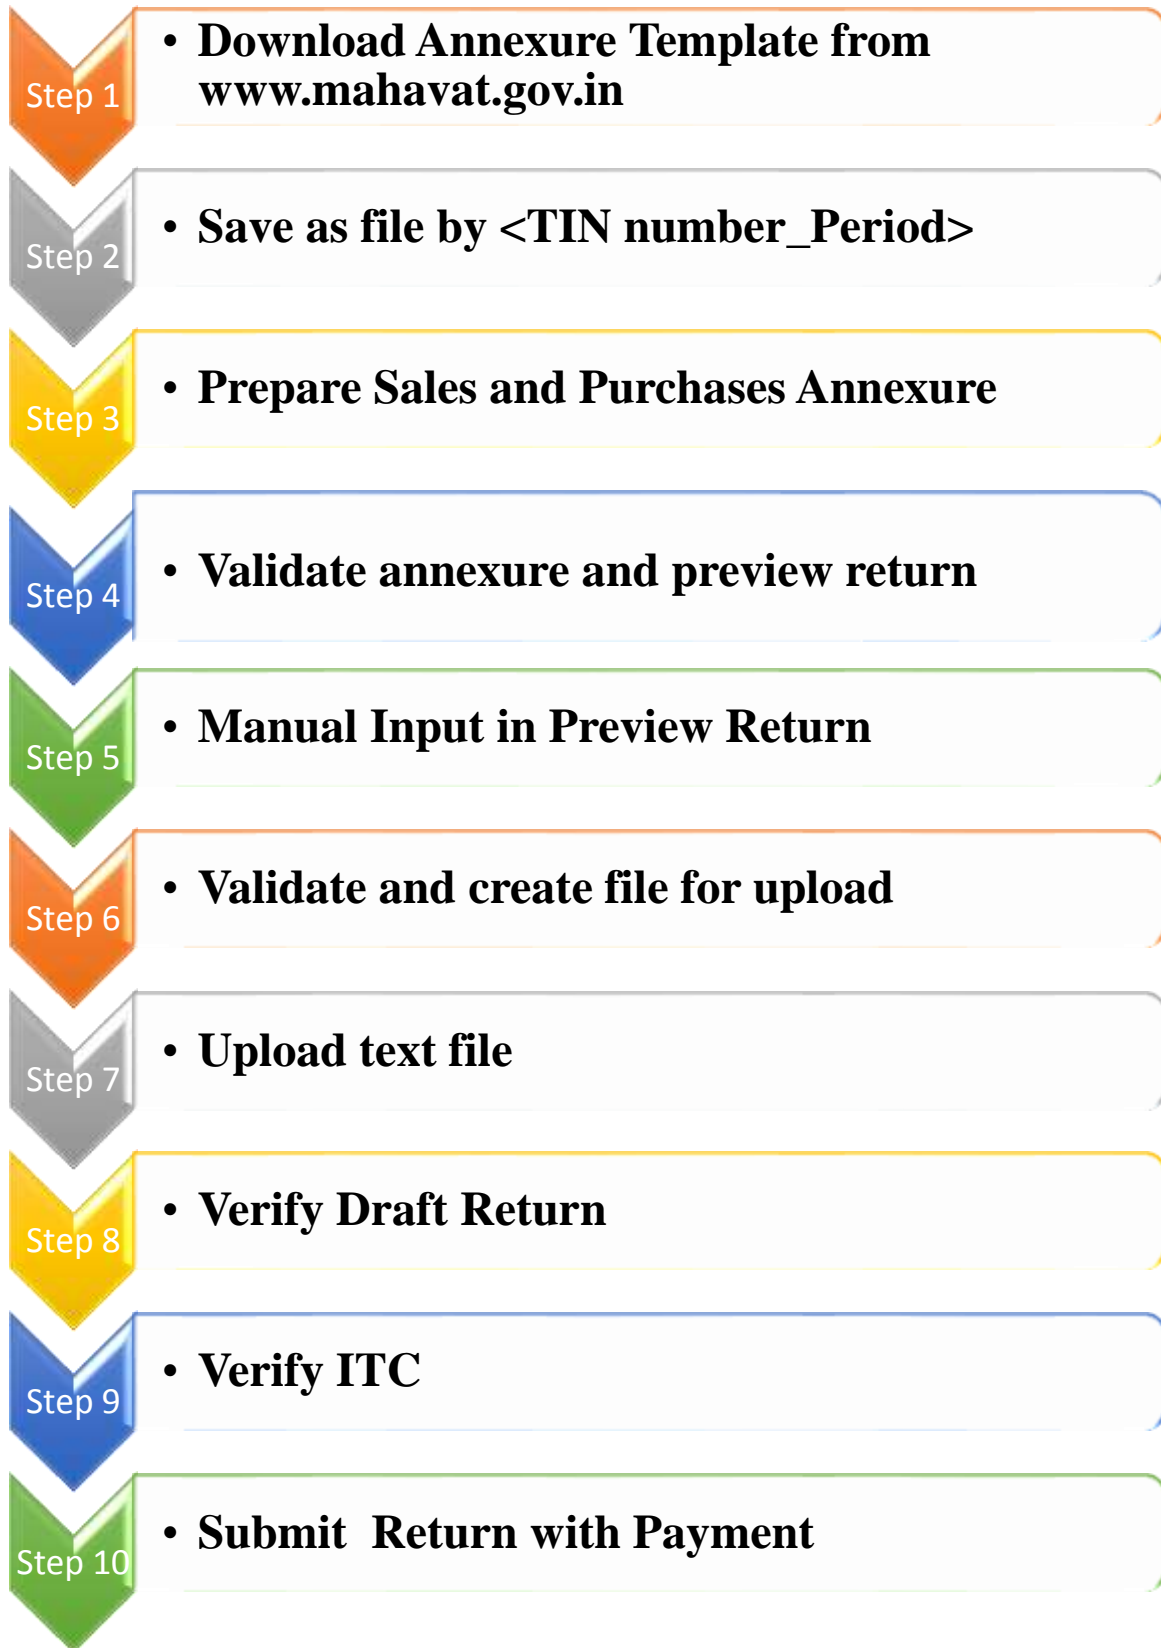 Step 1
• Download Annexure Template from
www.mahavat.gov.in
Step 2
• Save as file by <TIN number_Period>
Step 3
• Prepare Sales and Purchases Annexure
Step 4
• Validate annexure and preview return
Step 5
• Manual Input in Preview Return
Step 6
• Validate and create file for upload
Step 7
• Upload text file
Step 8
• Verify Draft Return
Step 9
• Verify ITC
Step 10
• Submit  Return with Payment